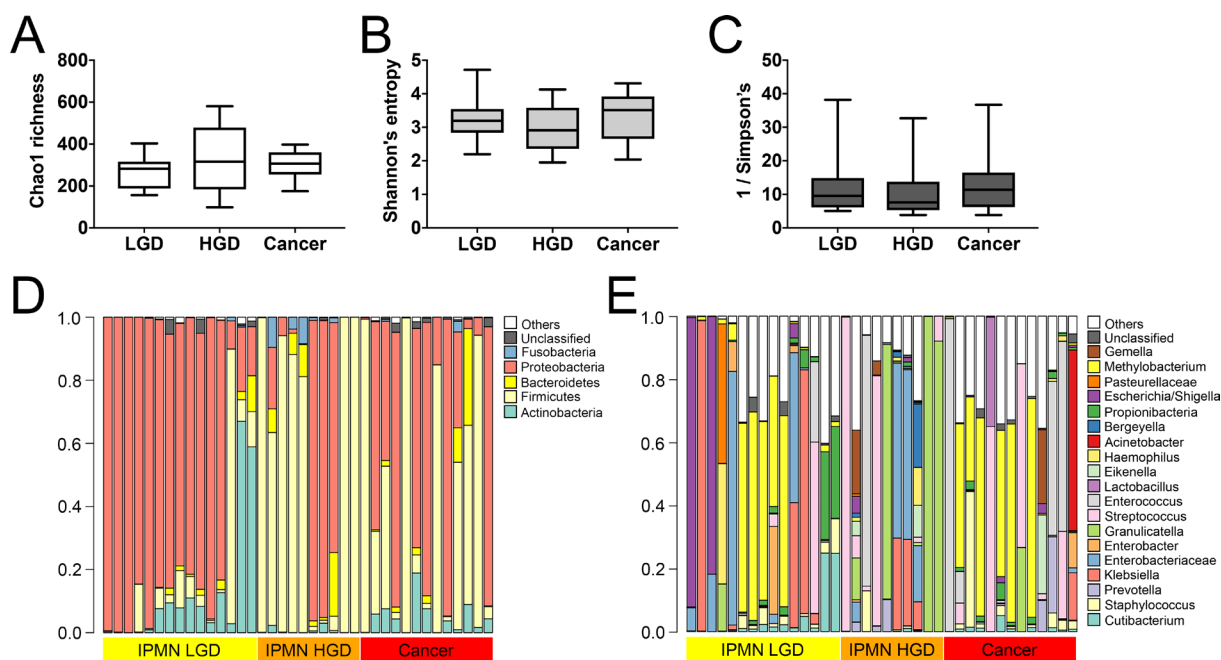 A
B
C
Chao1 richness
800
600
400
200
0
LGD HGD Cancer
Shannon's entropy
5
4
3
2
1
0
LGD HGD Cancer
1 / Simpson's
50
40
30
20
10
0
LGD HGD Cancer
D
1.0
0.8
0.6
0.4
0.2
0.0
IPMN LGD IPMN HGD Cancer
Others
Unclassified
Fusobacteria
Proteobacteria
Bacteroidetes
Firmicutes
Actinobacteria
E
1.0
0.8
0.6
0.4
0.2
0.0
IPMN LGD IPMN HGD Cancer
Others
Unclassified
Gemella
Methylobacterium
Pasteurellaceae
Escherichia/Shigella
Propionibacteria
Bergeyella
Acinetobacter
Haemophilus
Eikenella
Lactobacillus
Enterococcus
Streptococcus
Granulicatella
Enterobacter
Enterobacteriaceae
Klebsiella
Prevotella
Staphylococcus
Cutibacterium